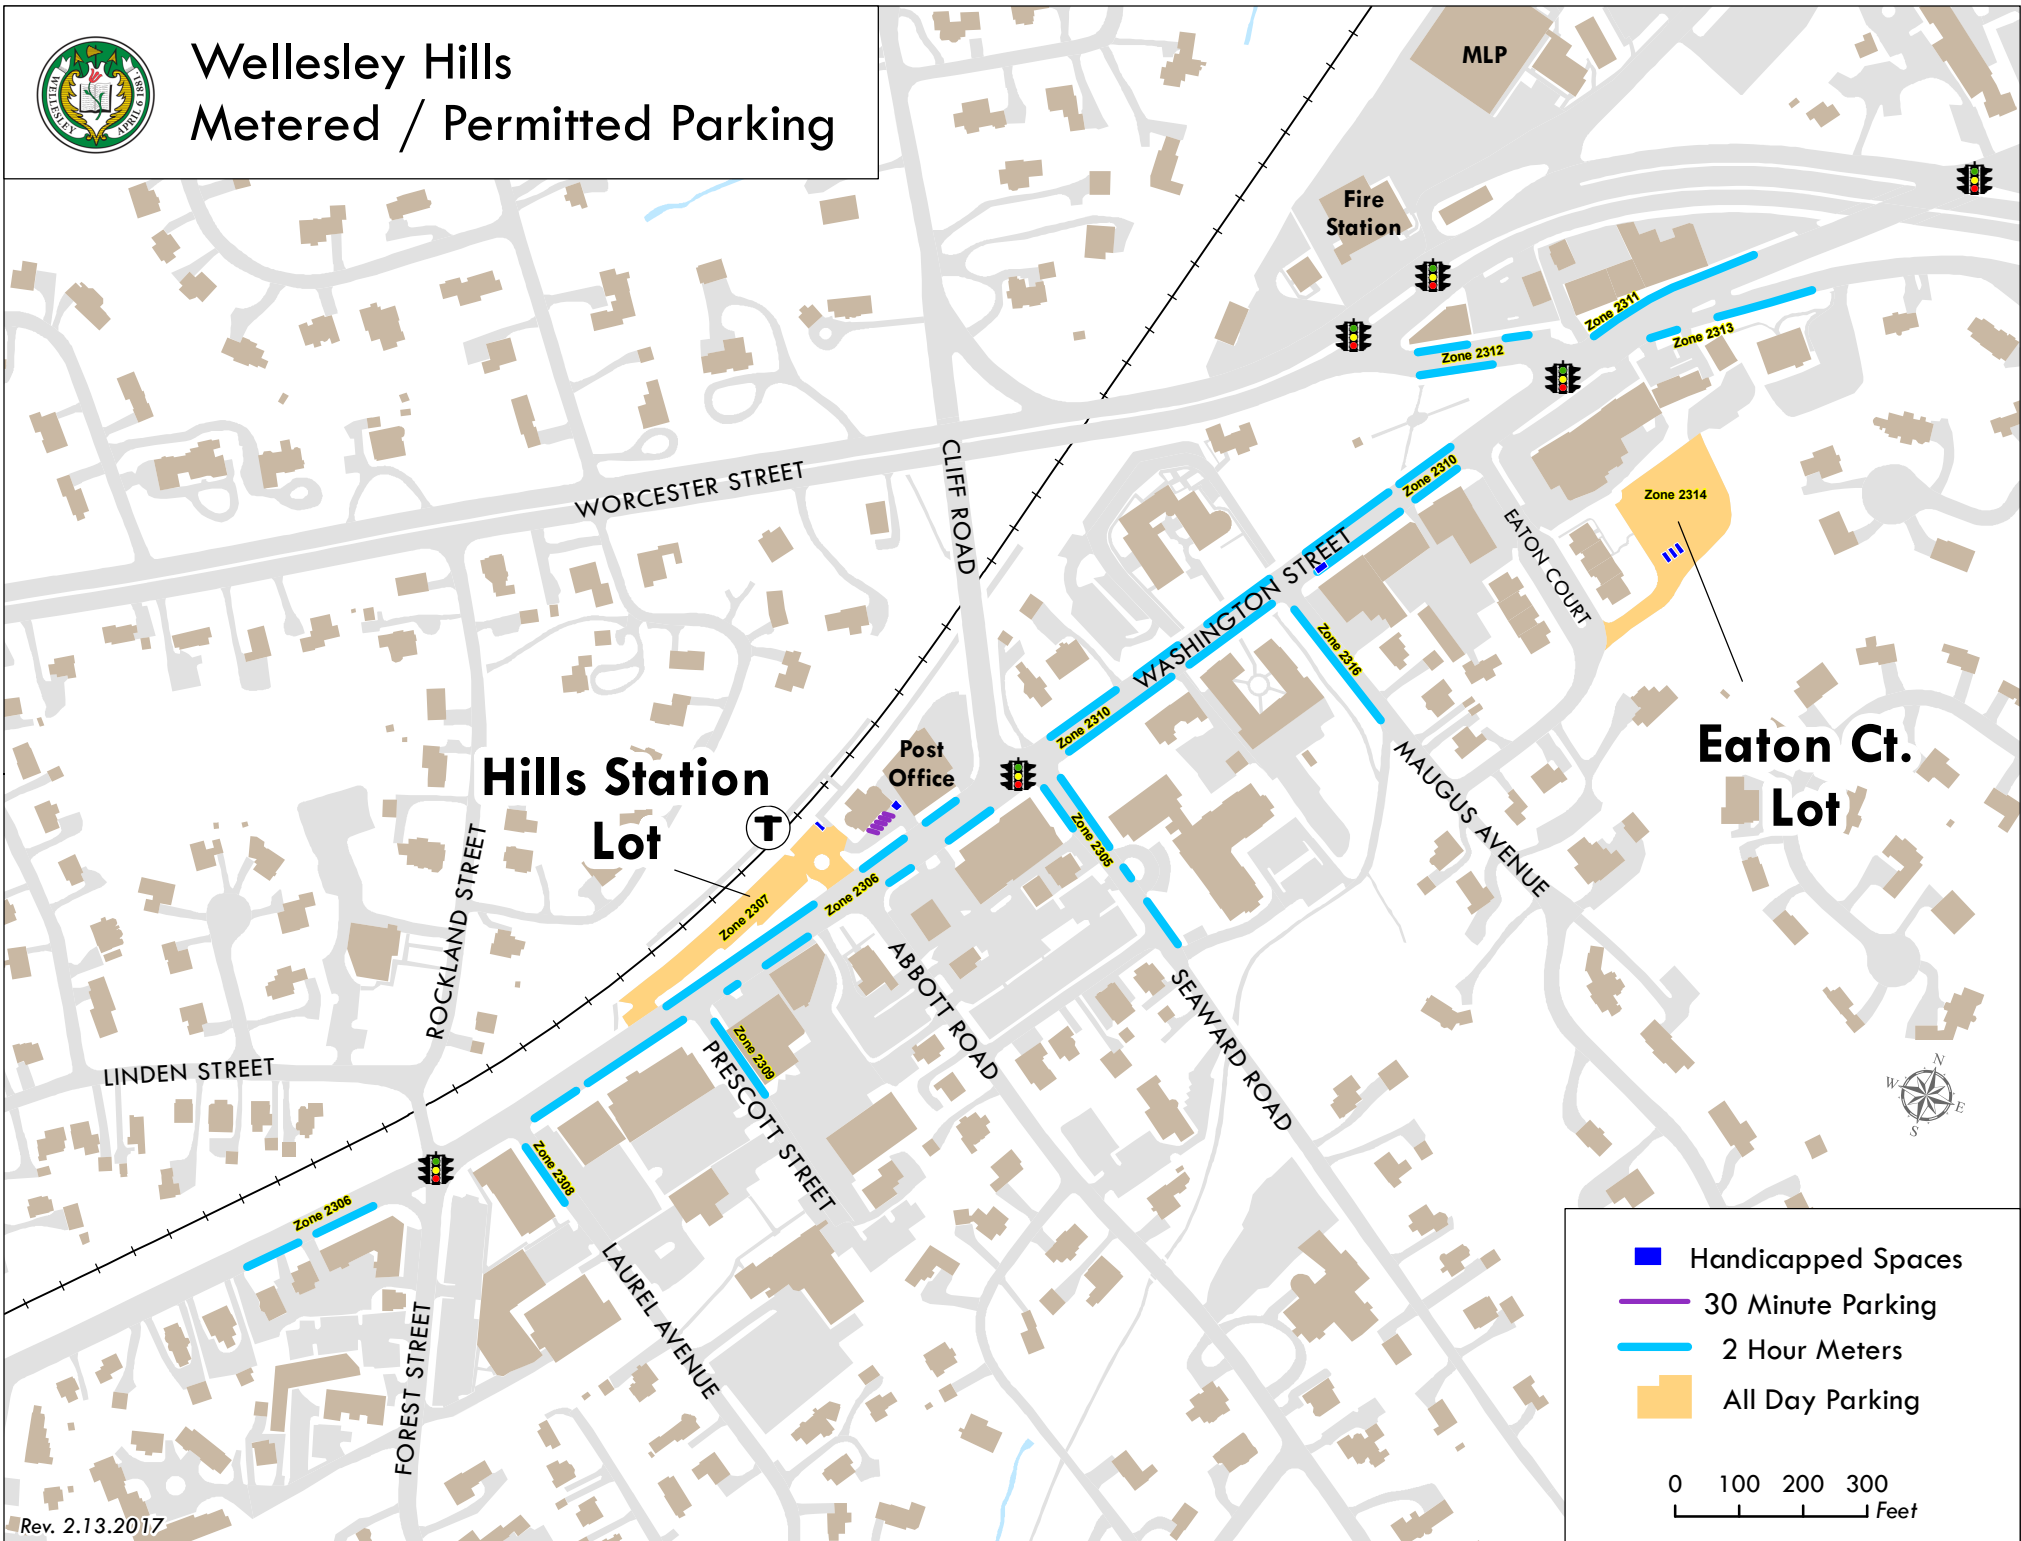 WELLESLEY
APRIL 6 1881.
Wellesley Hills
Metered / Permitted Parking
MLP
Fire
Station
Zone 2311
Zone 2313
Zone 2312
WORCESTER STREET
CLIFF ROAD
Zone 2310
Zone 2314
EATON COURT
WASHINGTON STREET
Zone 2316
Zone 2310
Post
Office
Hills Station
Lot
T
Eaton Ct.
Lot
MAUGUS AVENUE
Zone 2305
Zone 2306
Zone 2307
ROCKLAND STREET
ABBOTT ROAD
SEAWARD ROAD
Zone 2309
PRESCOTT STREET
LINDEN STREET
N
W
E
S
Zone 2308
Zone 2306
LAUREL AVENUE
FOREST STREET
Handicapped Spaces
30 Minute Parking
2 Hour Meters
All Day Parking
0 100 200 300
Feet
Rev. 2.13.2017